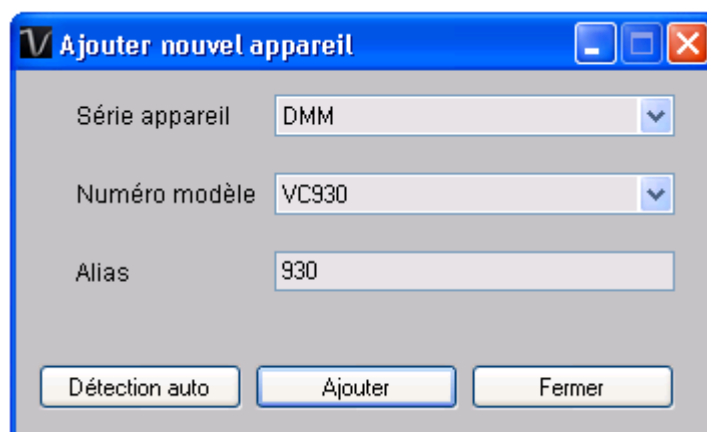 Ajouter nouvel appareil
Série appareil DMM
Numéro modèle VC930
Alias 930
Détection auto Ajouter Fermer